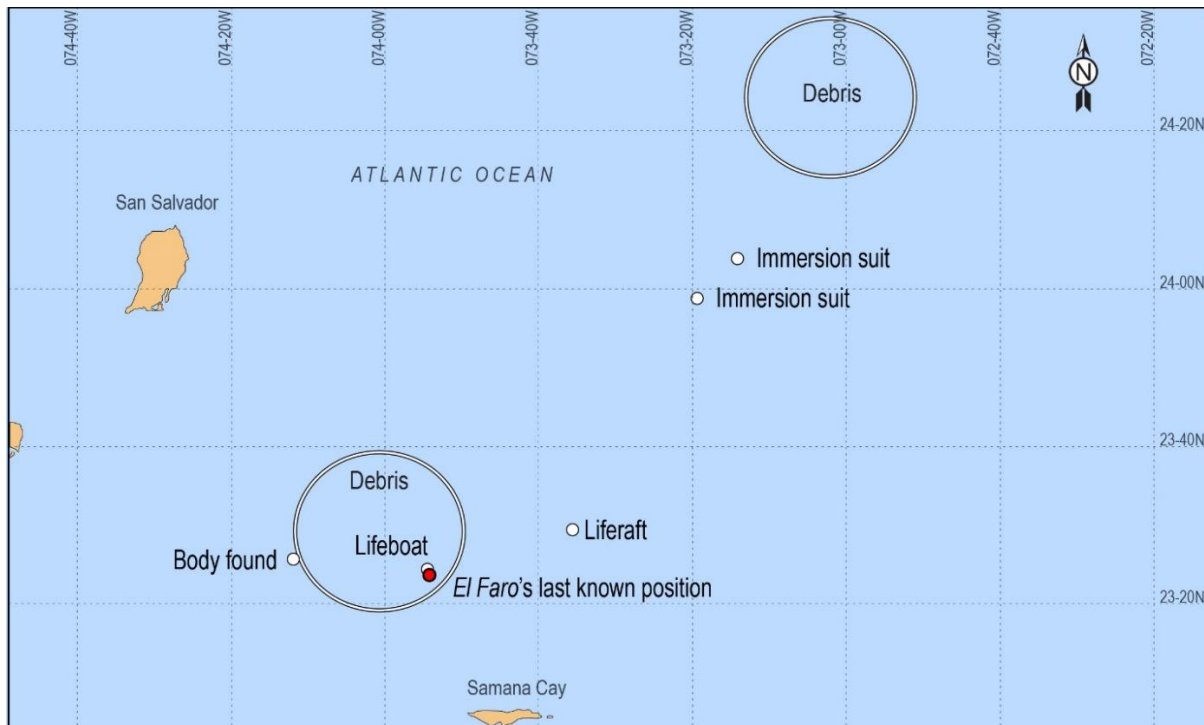 074-40W
074-20W
074-00W
073-40W
073-20W
073-00W
072-40W
072-20W
N
Debris
24-20N
ATLANTIC OCEAN
San Salvador
Immersion suit
24-00N
Immersion suit
23-40N
Debris
Liferaft
Lifeboat
Body found
El Faro's last known position
23-20N
Samana Cay